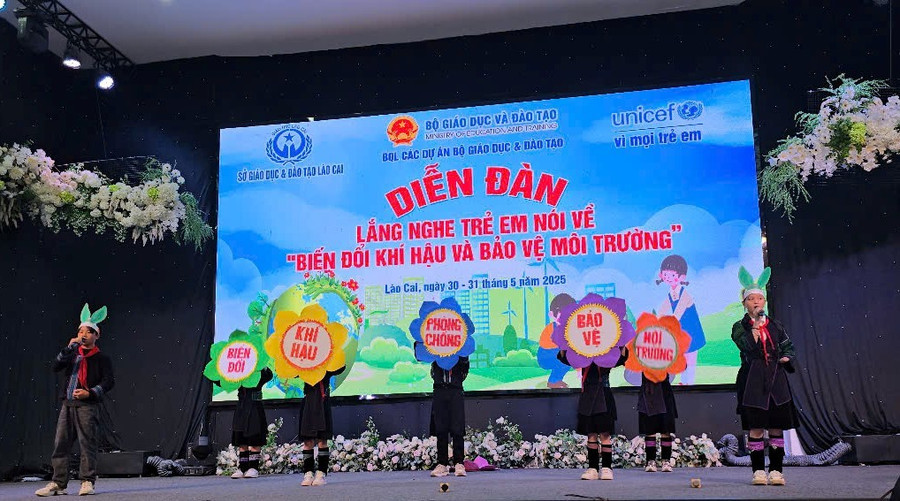 SỞ GIÁO DỤC & ĐÀO TẠO LÀO CAI
BỘ GIÁO DỤC VÀ ĐÀO TẠO
MINISTRY OF EDUCATION AND TRAINING
BQL CÁC DỰ ÁN BỘ GIÁO DỤC & ĐÀO TẠO
unicef
vì mọi trẻ em
DIỄN ĐÀN
LẮNG NGHE TRẺ EM NÓI VỀ
"BIẾN ĐỔI KHÍ HẬU VÀ BẢO VỆ MÔI TRƯỜNG"
Lào Cai, ngày 30 - 31 tháng 5 năm 2025
BIẾN ĐỔI
KHÍ HẬU
PHÒNG CHỐNG
BẢO VỆ
MÔI TRƯỜNG